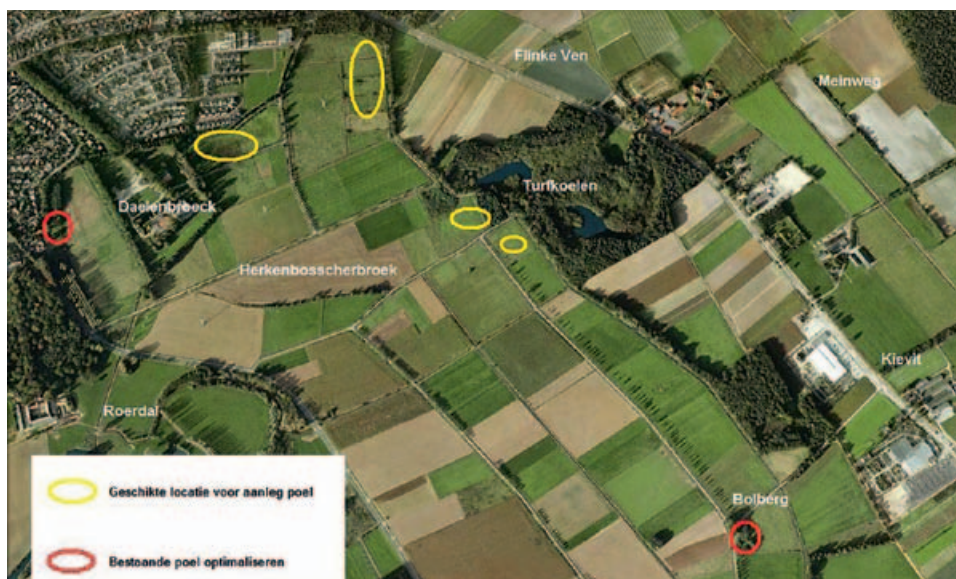 Flinke Ven
Meinweg
Turfkoelen
Daelenbroeck
Herkenbosscherbroek
Kievit
Roerdal
Geschikte locatie voor aanleg poel
Bolberg
Bestaande poel optimaliseren